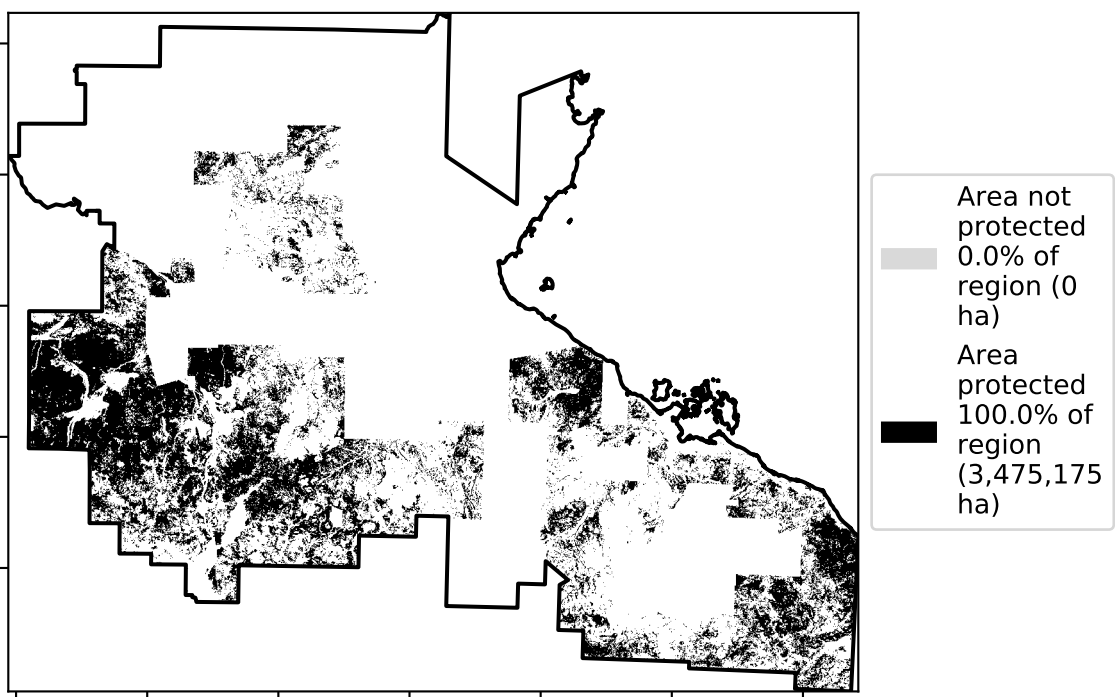 Area not
protected
0.0% of
region (0
ha)
Area
protected
100.0% of
region
(3,475,175
ha)